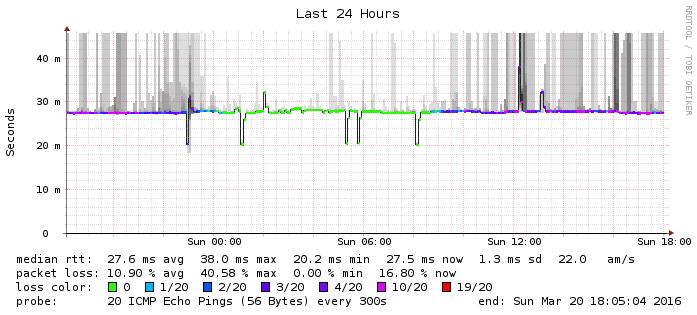 Last 24 Hours
RRDTOOL / TOBI OETIKER
Seconds
40 m
30 m
20 m
10 m
0
Sun 00:00 Sun 06:00 Sun 12:00 Sun 18:00
median rtt: 27.6 ms avg 38.0 ms max 20.2 ms min 27.5 ms now 1.3 ms sd 22.0 am/s
packet loss: 10.90 % avg 40.58 % max 0.00 % min 16.80 % now
loss color: 0 1/20 2/20 3/20 4/20 10/20 19/20
probe: 20 ICMP Echo Pings (56 Bytes) every 300s end: Sun Mar 20 18:05:04 2016